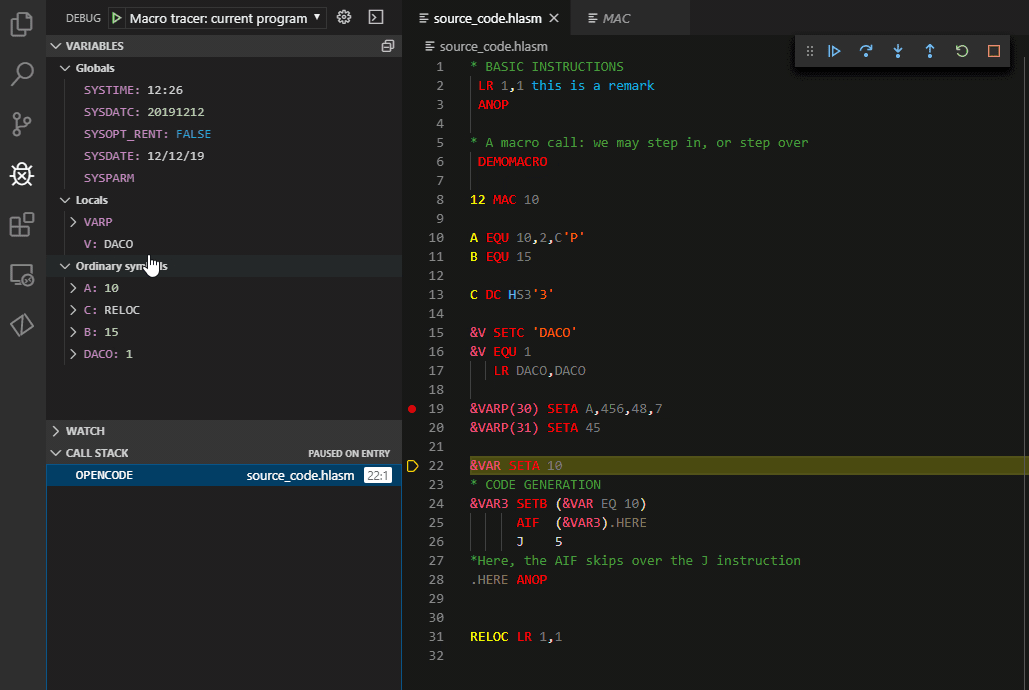 DEBUG Macro tracer: current program
VARIABLES
Globals
SYSTIME: 12:26
SYSDATC: 20191212
SYSOPT_RENT: FALSE
SYSDATE: 12/12/19
SYSPARM
Locals
VARP
V: DACO
Ordinary
A: 10
C: RELOC
B: 15
DACO: 1
WATCH
CALL STACK PAUSED ON ENTRY
OPENCODE source_code.hlasm 22:1
source_code.hlasm MAC
source_code.hlasm
1 * BASIC INSTRUCTIONS
2 LR 1,1 this is a remark
3 ANOP
4
5 * A macro call: we may step in, or step over
6 DEMOMACRO
7
8 12 MAC 10
9
10 A EQU 10,2,C'P'
11 B EQU 15
12
13 C DC HS3'3'
14
15 &V SETC 'DACO'
16 &V EQU 1
17 LR DACO,DACO
18
19 &VARP(30) SETA A,456,48,7
20 &VARP(31) SETA 45
21
22 &VAR SETA 10
23 * CODE GENERATION
24 &VAR3 SETB (&VAR EQ 10)
25 AIF (&VAR3).HERE
26 J 5
27 *Here, the AIF skips over the J instruction
28 .HERE ANOP
29
30
31 RELOC LR 1,1
32